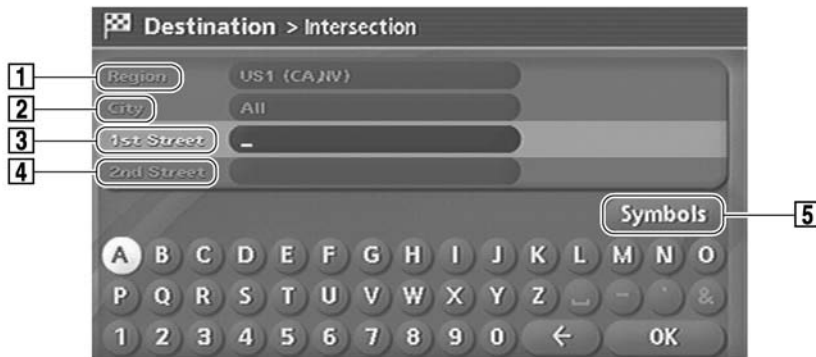 Destination > Intersection
1 Region US1 (CA,NV)
2 City All
3 1st Street _
4 2nd Street
Symbols 5
A B C D E F G H I J K L M N O
P Q R S T U V W X Y Z ␣ - ' &
1 2 3 4 5 6 7 8 9 0 ← OK